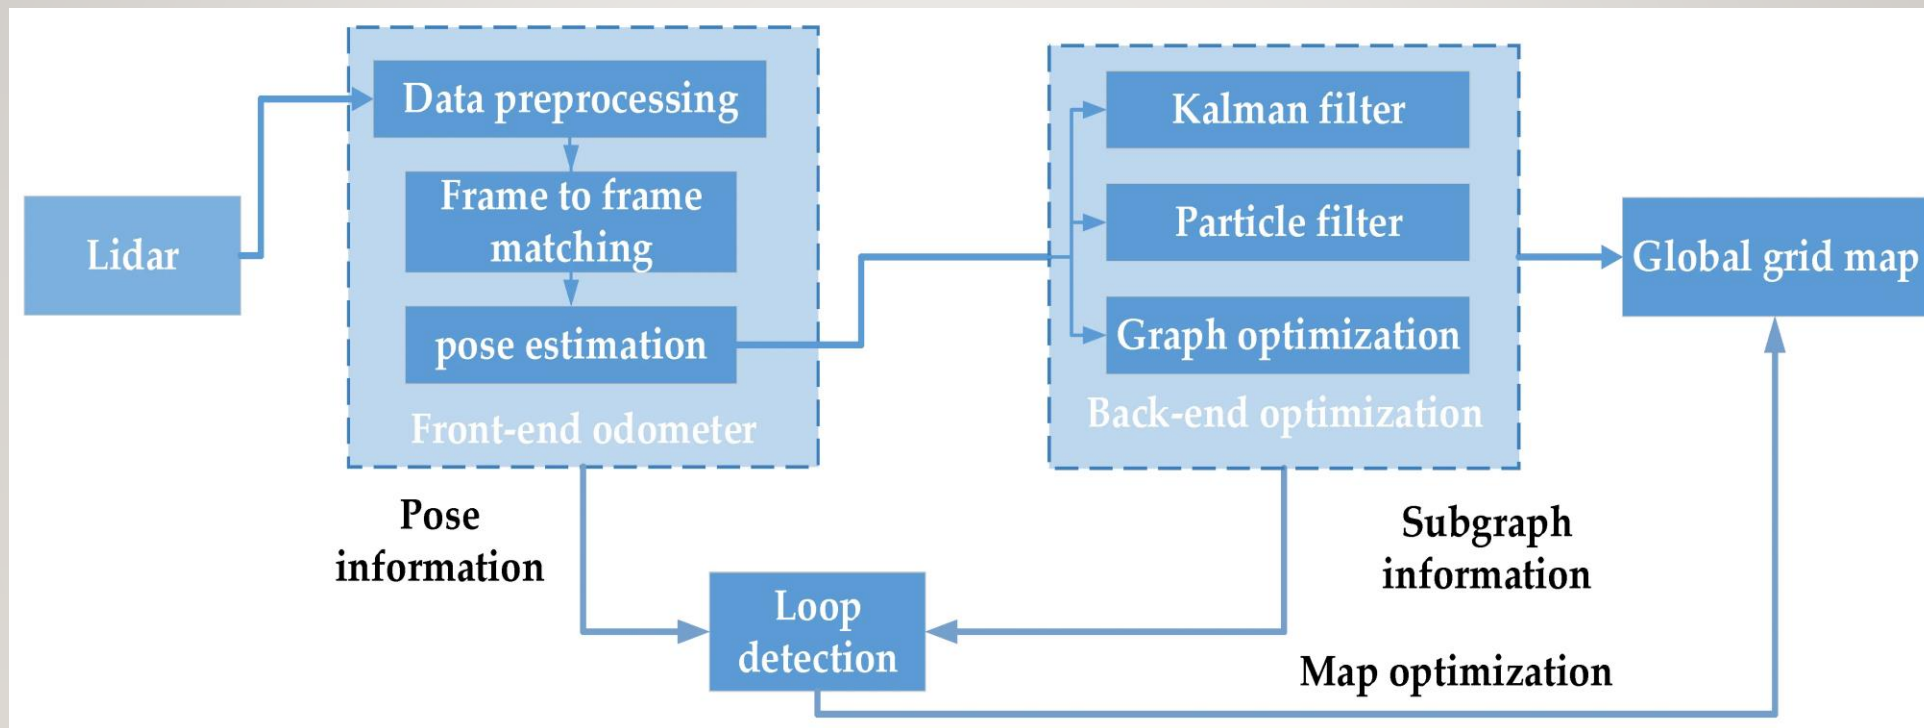 Lidar
Data preprocessing
Frame to frame
matching
pose estimation
Front-end odometer
Kalman filter
Particle filter
Graph optimization
Back-end optimization
Global grid map
Pose
information
Subgraph
information
Loop
detection
Map optimization